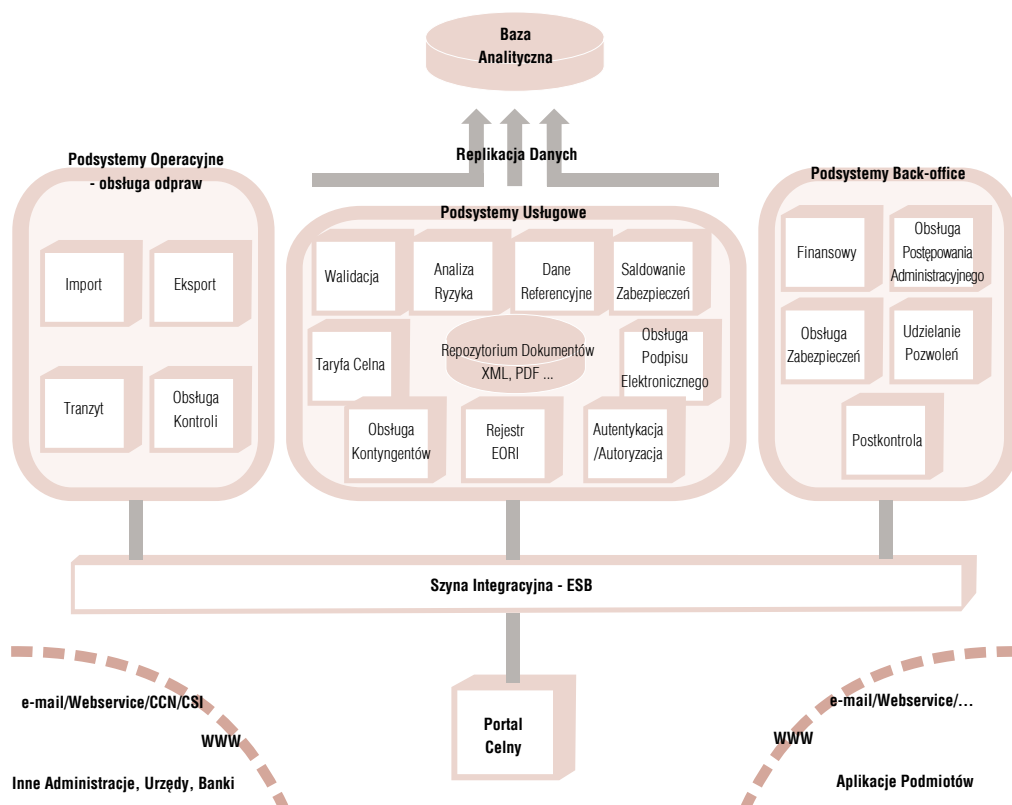 Baza
Analityczna
Replikacja Danych
Podsystemy Operacyjne
- obsługa odpraw
Import
Eksport
Tranzyt
Obsługa
Kontroli
Podsystemy Usługowe
Walidacja
Analiza
Ryzyka
Dane
Referencyjne
Saldowanie
Zabezpieczeń
Taryfa Celna
Repozytorium Dokumentów
XML, PDF ...
Obsługa
Podpisu
Elektronicznego
Obsługa
Kontyngentów
Rejestr
EORI
Autentykacja
/Autoryzacja
Podsystemy Back-office
Finansowy
Obsługa
Postępowania
Administracyjnego
Obsługa
Zabezpieczeń
Udzielanie
Pozwoleń
Postkontrola
Szyna Integracyjna - ESB
Portal
Celny
e-mail/Webservice/CCN/CSI
WWW
Inne Administracje, Urzędy, Banki
e-mail/Webservice/...
WWW
Aplikacje Podmiotów